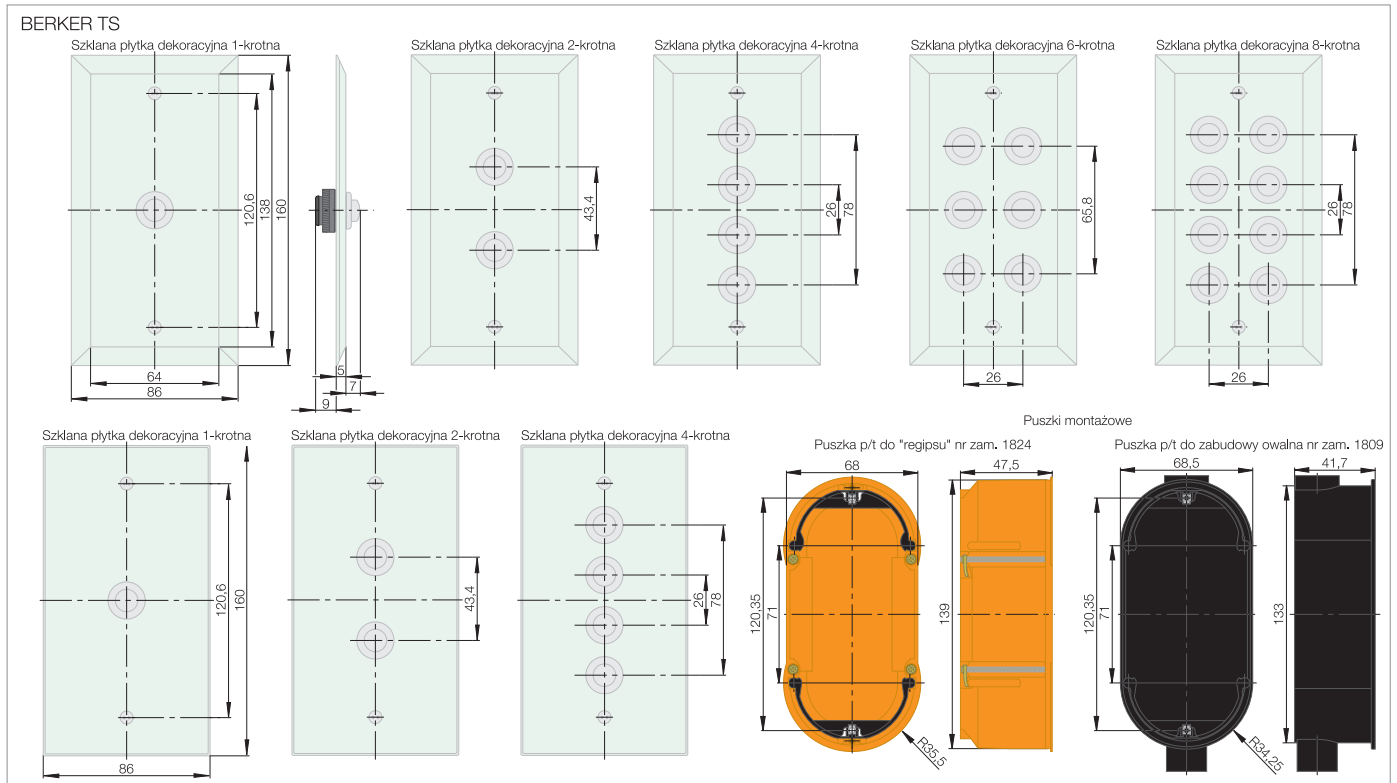 BERKER TS
Szklana płytka dekoracyjna 1-krotna
Szklana płytka dekoracyjna 2-krotna
Szklana płytka dekoracyjna 4-krotna
Szklana płytka dekoracyjna 6-krotna
Szklana płytka dekoracyjna 8-krotna
120,6
138
160
64
86
5
7
9
43,4
26
78
65,8
26
26
78
26
Szklana płytka dekoracyjna 1-krotna
Szklana płytka dekoracyjna 2-krotna
Szklana płytka dekoracyjna 4-krotna
120,6
160
86
43,4
26
78
Puszki montażowe
Puszka p/t do "regipsu" nr zam. 1824
68
47,5
120,35
71
139
R35,5
Puszka p/t do zabudowy owalna nr zam. 1809
68,5
41,7
120,35
71
133
R34,25